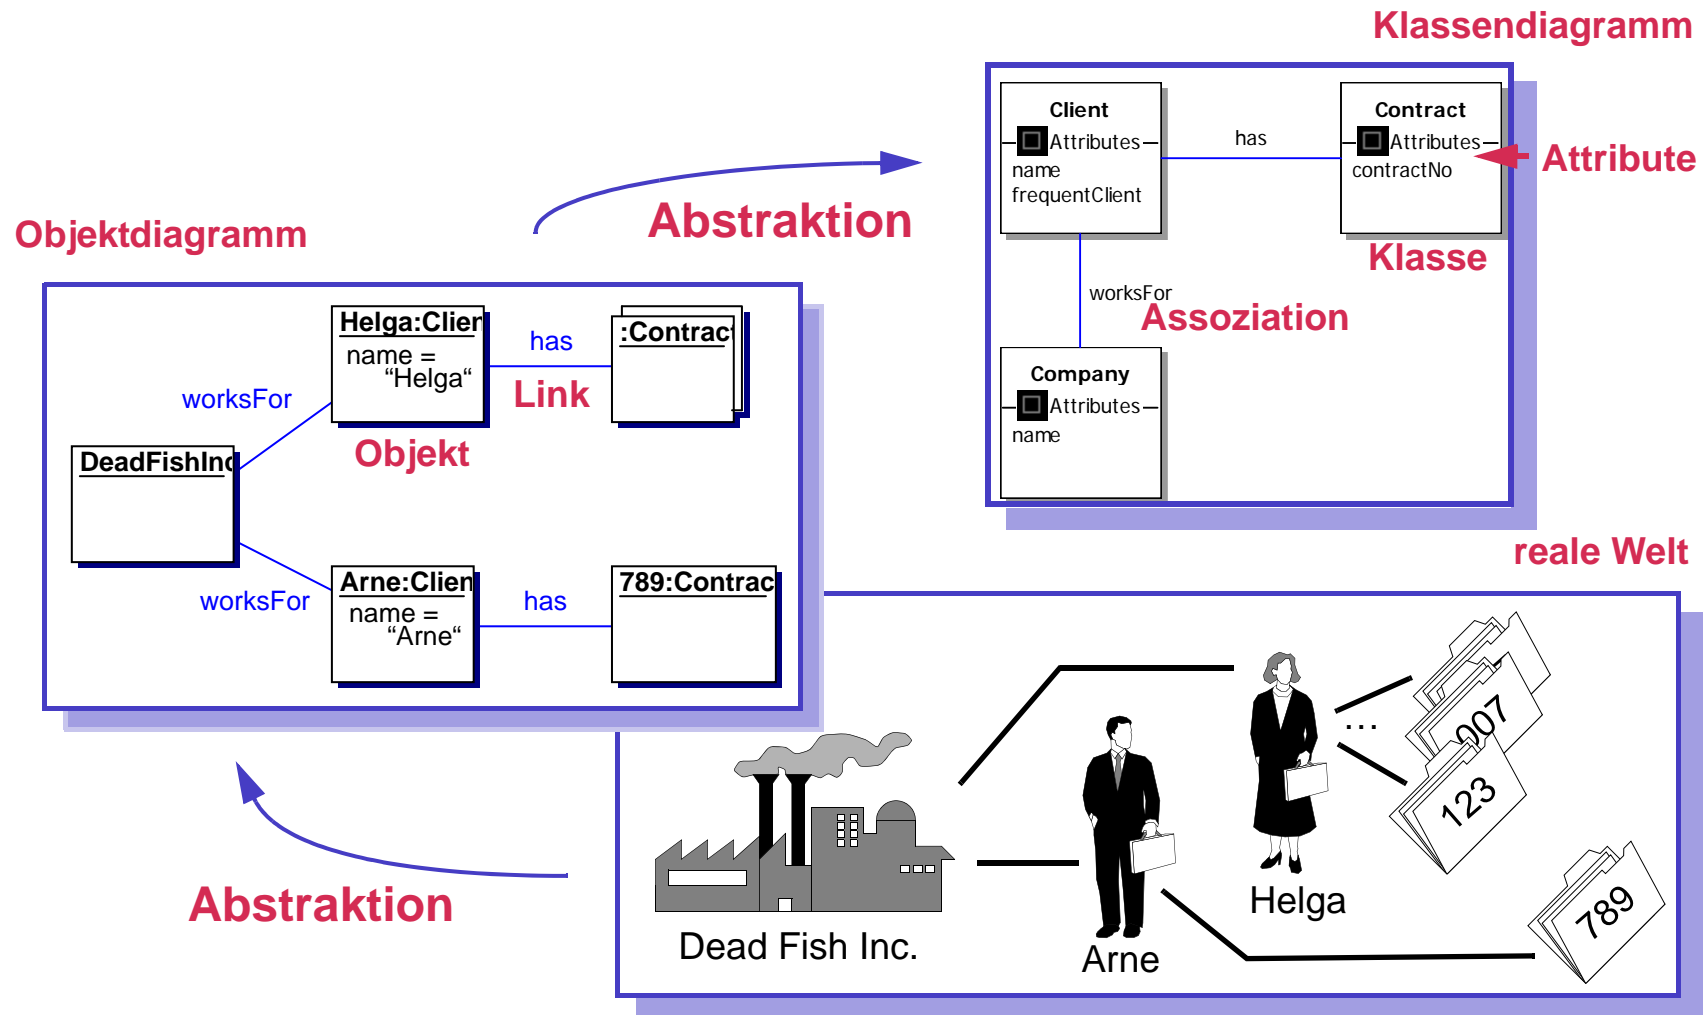 Klassendiagramm
Client
Attributes
name
frequentClient
has
Contract
Attributes
contractNo
Attribute
Klasse
worksFor
Assoziation
Company
Attributes
name
Abstraktion
Objektdiagramm
Helga:Clien
name =
“Helga“
has
Link
:Contract
worksFor
Objekt
DeadFishInc
worksFor
Arne:Clien
name =
“Arne“
has
789:Contrac
reale Welt
Abstraktion
Dead Fish Inc.
Arne
Helga
...
007
123
789